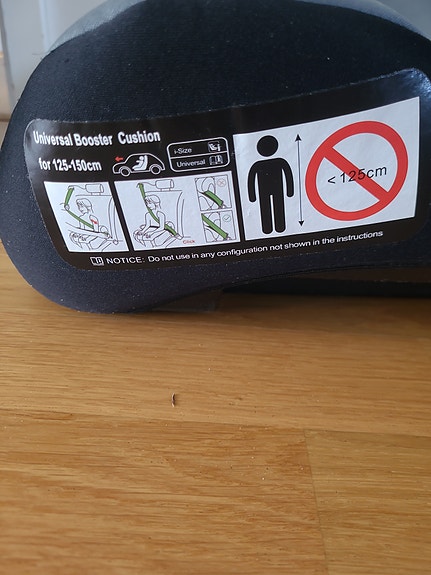 Universal Booster Cushion
for 125-150cm
i-Size
Universal
Click
< 125cm
NOTICE: Do not use in any configuration not shown in the instructions